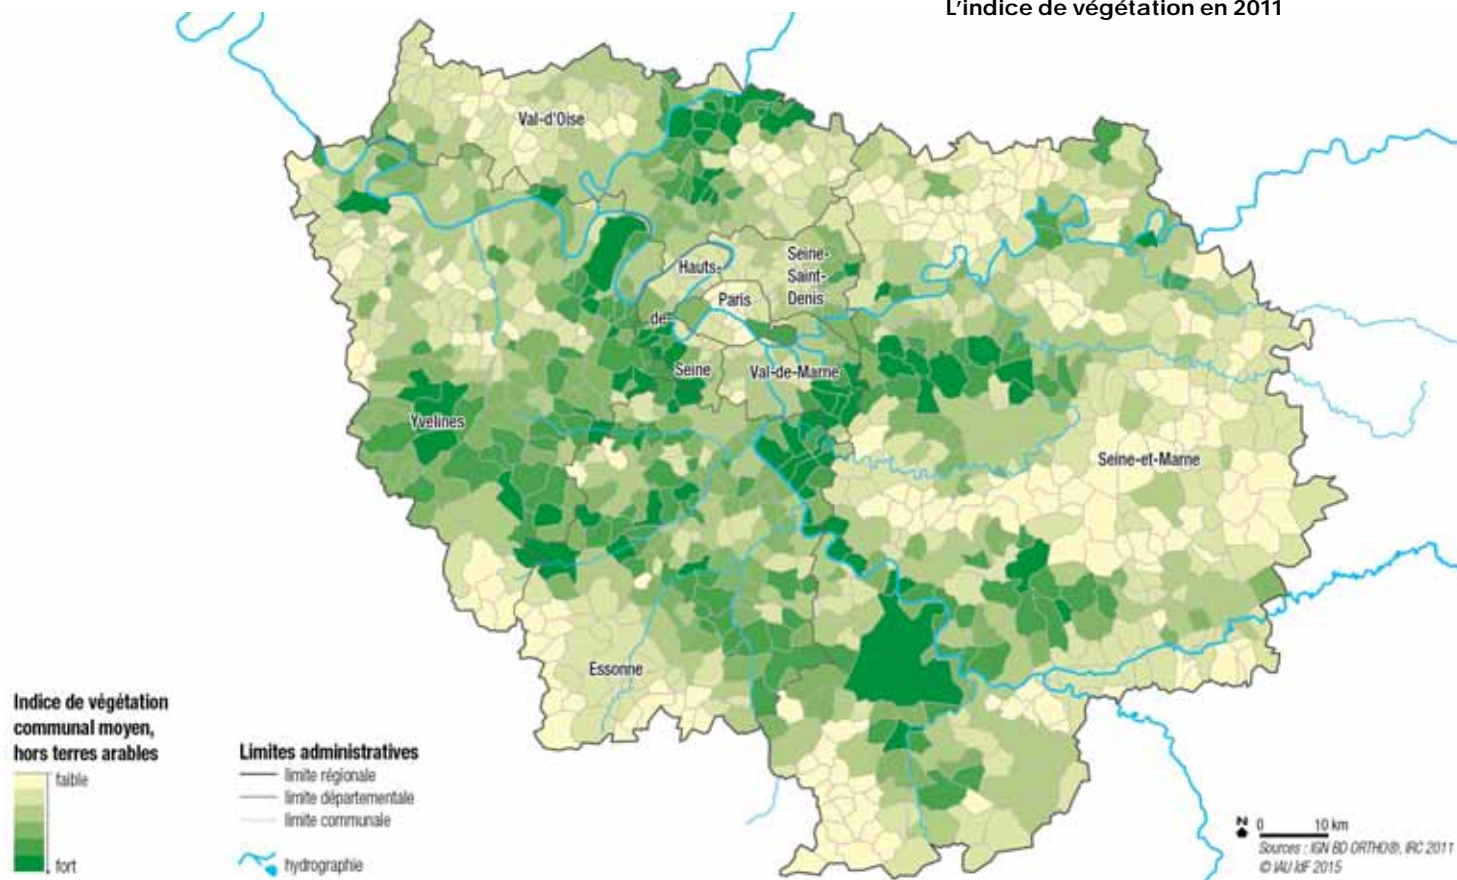 L'indice de végétation en 2011
Val-d'Oise
Hauts-
de-
Seine
Paris
Seine-
Saint-
Denis
Val-de-Marne
Yvelines
Seine-et-Marne
Essonne
Indice de végétation
communal moyen,
hors terres arables
faible
fort
Limites administratives
limite régionale
limite départementale
limite communale
hydrographie
N
0 10 km
Sources : IGN BD ORTHO®, IRC 2011
© IAU îdF 2015